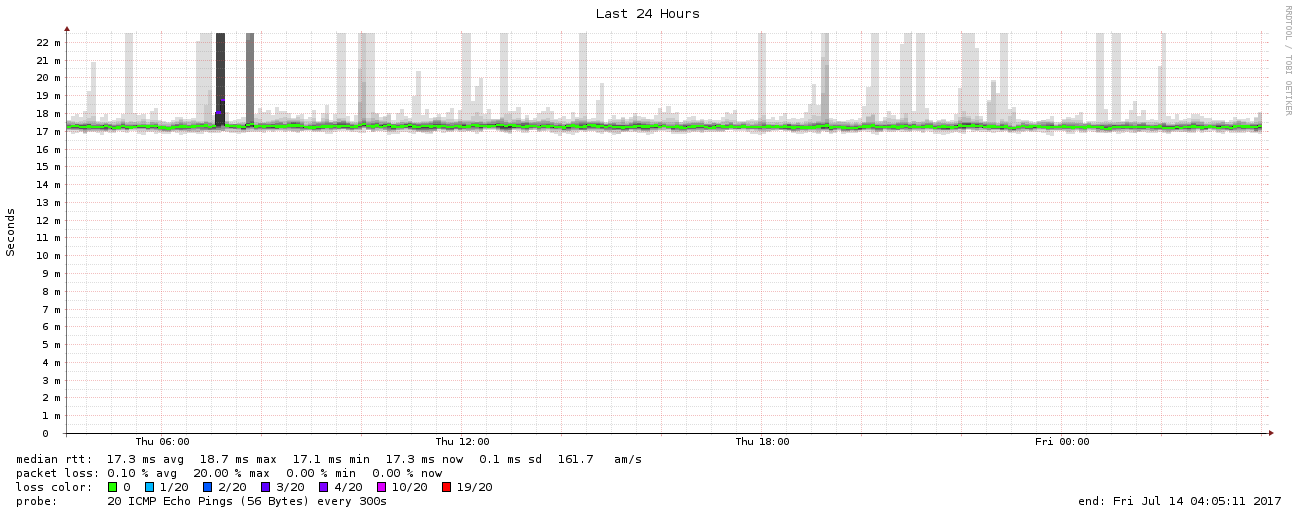 Last 24 Hours
RRDTOOL / TOBI OETIKER
Seconds
22 m
21 m
20 m
19 m
18 m
17 m
16 m
15 m
14 m
13 m
12 m
11 m
10 m
9 m
8 m
7 m
6 m
5 m
4 m
3 m
2 m
1 m
0
Thu 06:00 Thu 12:00 Thu 18:00 Fri 00:00
median rtt: 17.3 ms avg 18.7 ms max 17.1 ms min 17.3 ms now 0.1 ms sd 161.7 am/s
packet loss: 0.10 % avg 20.00 % max 0.00 % min 0.00 % now
loss color: 0 1/20 2/20 3/20 4/20 10/20 19/20
probe: 20 ICMP Echo Pings (56 Bytes) every 300s end: Fri Jul 14 04:05:11 2017